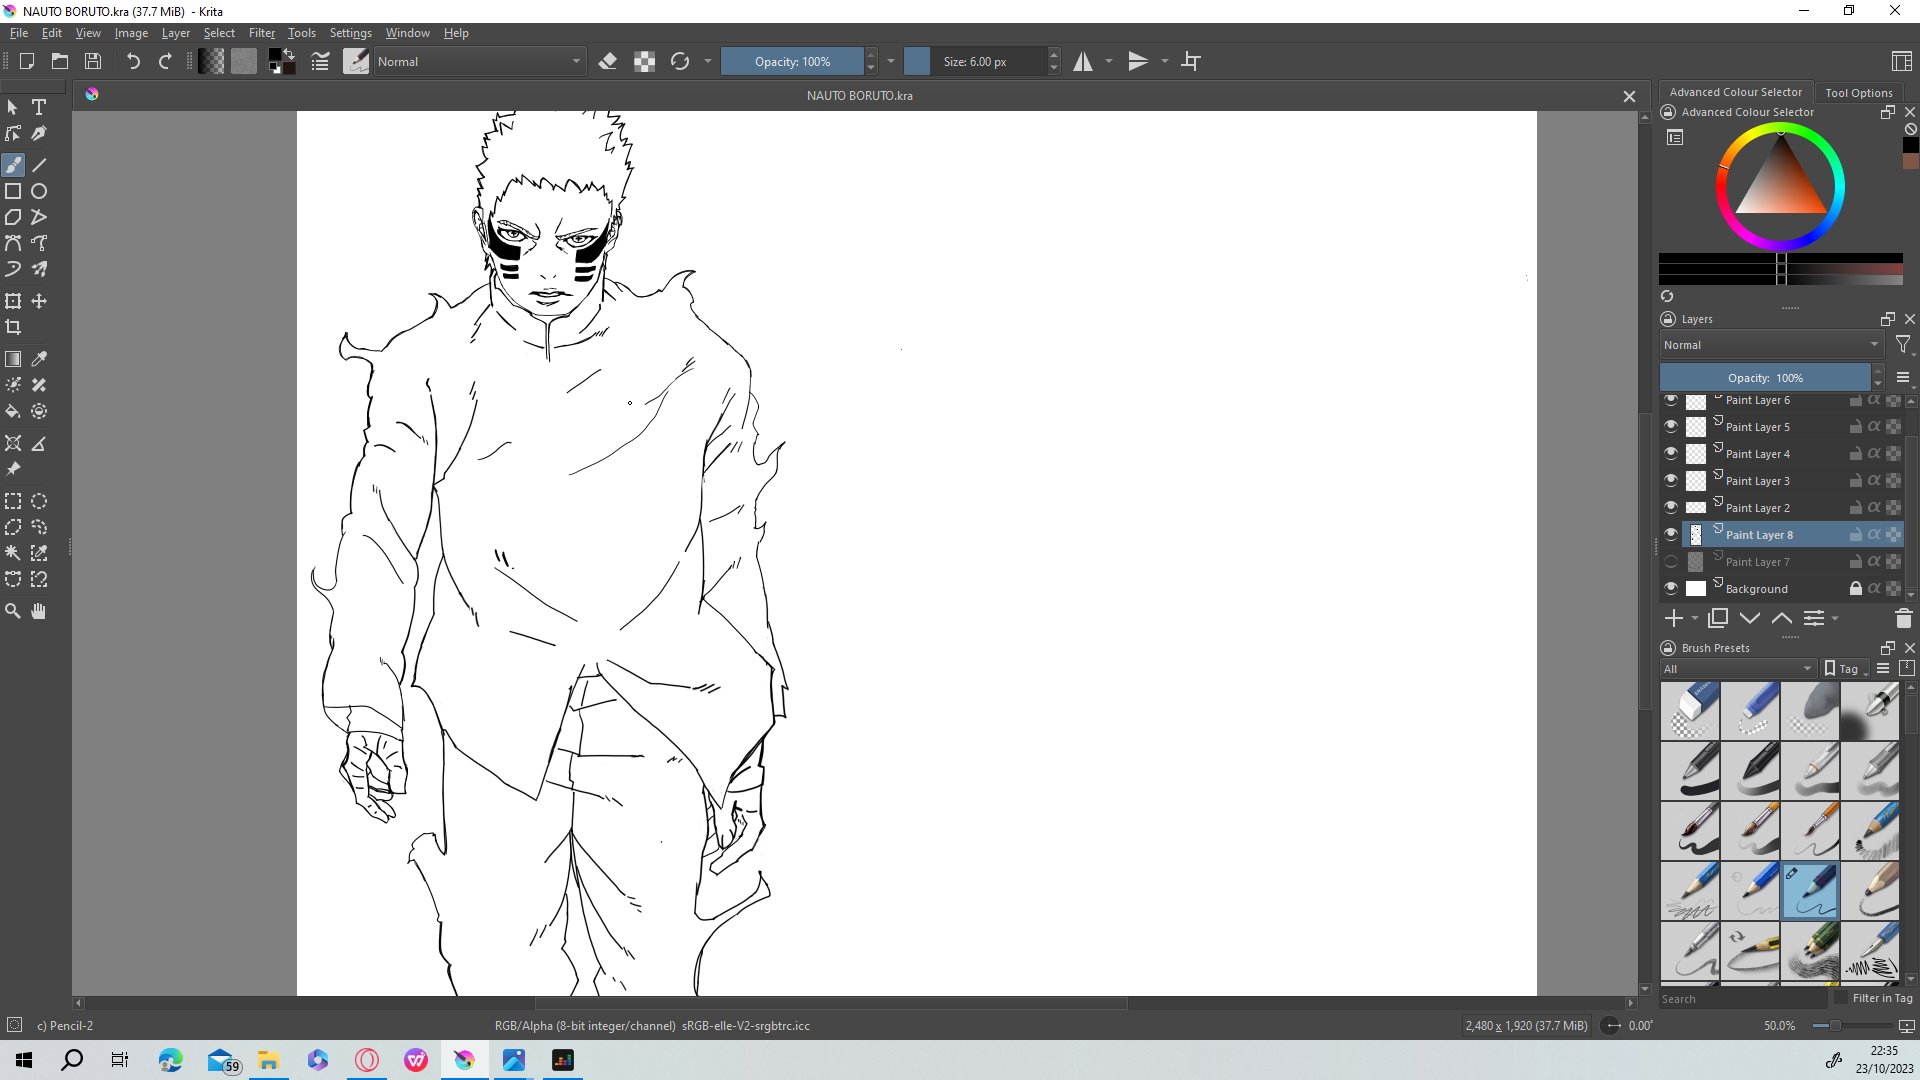 NAUTO BORUTO.kra (37.7 MiB)  - Krita
File Edit View Image Layer Select Filter Tools Settings Window Help
Normal Opacity: 100% Size: 6.00 px
NAUTO BORUTO.kra
Advanced Colour Selector Tool Options
Advanced Colour Selector
Layers
Normal
Opacity:  100%
Paint Layer 6
Paint Layer 5
Paint Layer 4
Paint Layer 3
Paint Layer 2
Paint Layer 8
Paint Layer 7
Background
Brush Presets
All Tag
Search Filter in Tag
c) Pencil-2 RGB/Alpha (8-bit integer/channel)  sRGB-elle-V2-srgbtrc.icc 2,480 x 1,920 (37.7 MiB) 0.00° 50.0%
59
22:35
23/10/2023